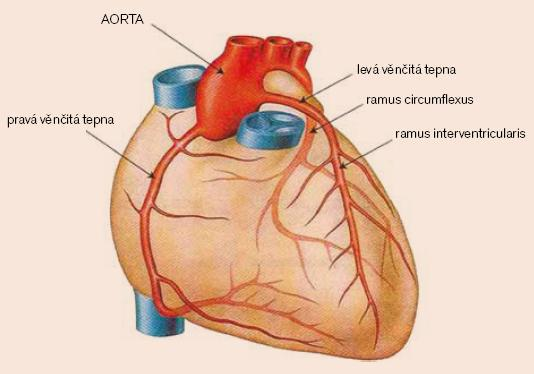 AORTA
levá věnčitá tepna
ramus circumflexus
pravá věnčitá tepna
ramus interventricularis